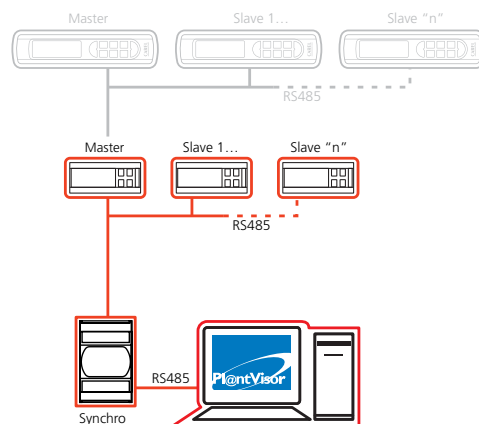 Master Slave 1... Slave “n”
RS485
Master Slave 1... Slave “n”
RS485
Pl@ntVisor
RS485
Synchro